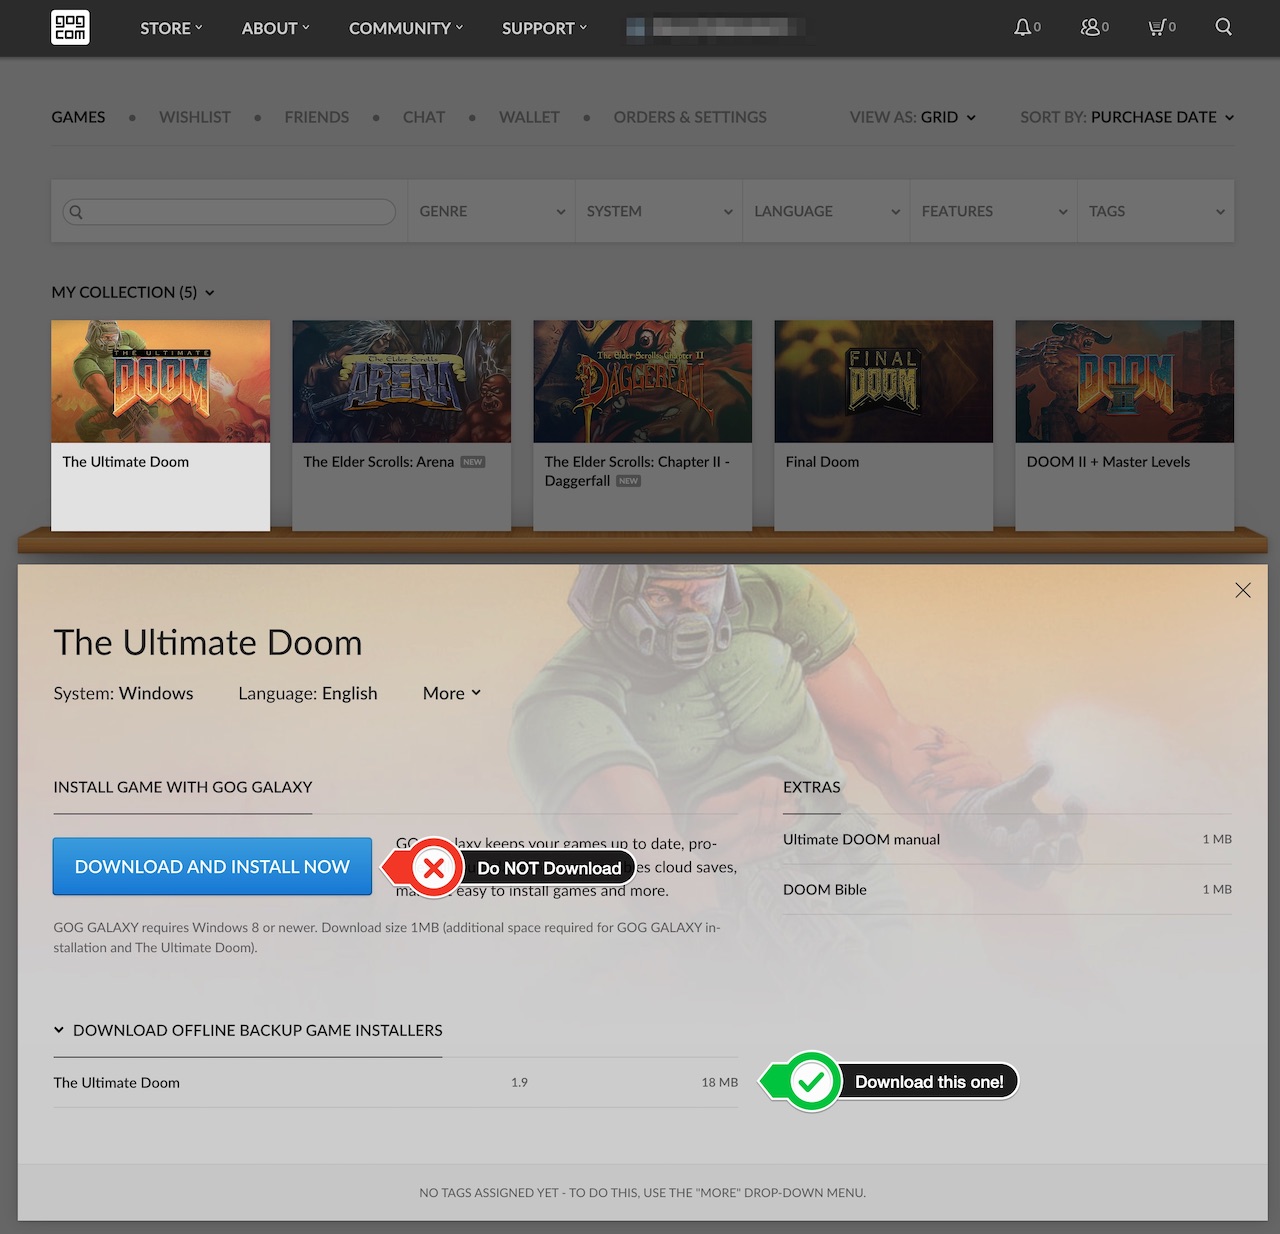 gog
com
STORE
ABOUT
COMMUNITY
SUPPORT
0
0
0
GAMES • WISHLIST • FRIENDS • CHAT • WALLET • ORDERS & SETTINGS
VIEW AS: GRID
SORT BY: PURCHASE DATE
GENRE
SYSTEM
LANGUAGE
FEATURES
TAGS
MY COLLECTION (5)
THE ULTIMATE
DOOM
The Elder Scrolls
ARENA
The Elder Scrolls: Chapter II
DAGGERFALL
FINAL
DOOM
DOOM
II
The Ultimate Doom
The Elder Scrolls: Arena NEW
The Elder Scrolls: Chapter II -
Daggerfall NEW
Final Doom
DOOM II + Master Levels
The Ultimate Doom
System: Windows
Language: English
More
INSTALL GAME WITH GOG GALAXY
DOWNLOAD AND INSTALL NOW
laxy keeps your games up to date, pro-
es cloud saves,
easy to install games and more.
Do NOT Download
GOG GALAXY requires Windows 8 or newer. Download size 1MB (additional space required for GOG GALAXY in-
stallation and The Ultimate Doom).
EXTRAS
Ultimate DOOM manual 1 MB
DOOM Bible 1 MB
DOWNLOAD OFFLINE BACKUP GAME INSTALLERS
The Ultimate Doom 1.9 18 MB
Download this one!
NO TAGS ASSIGNED YET - TO DO THIS, USE THE "MORE" DROP-DOWN MENU.